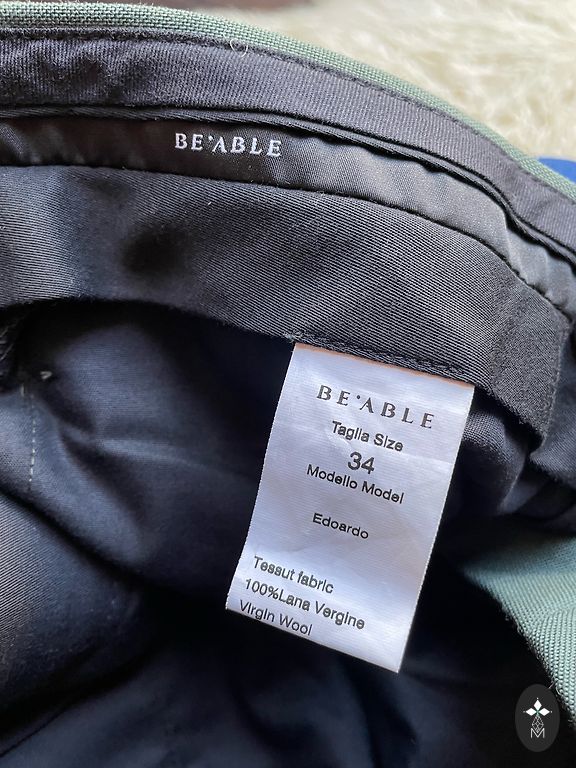 BE'ABLE
BE'ABLE
Taglia Size
34
Modello Model
Edoardo
Tessut fabric
100%Lana Vergine
Virgin Wool
M